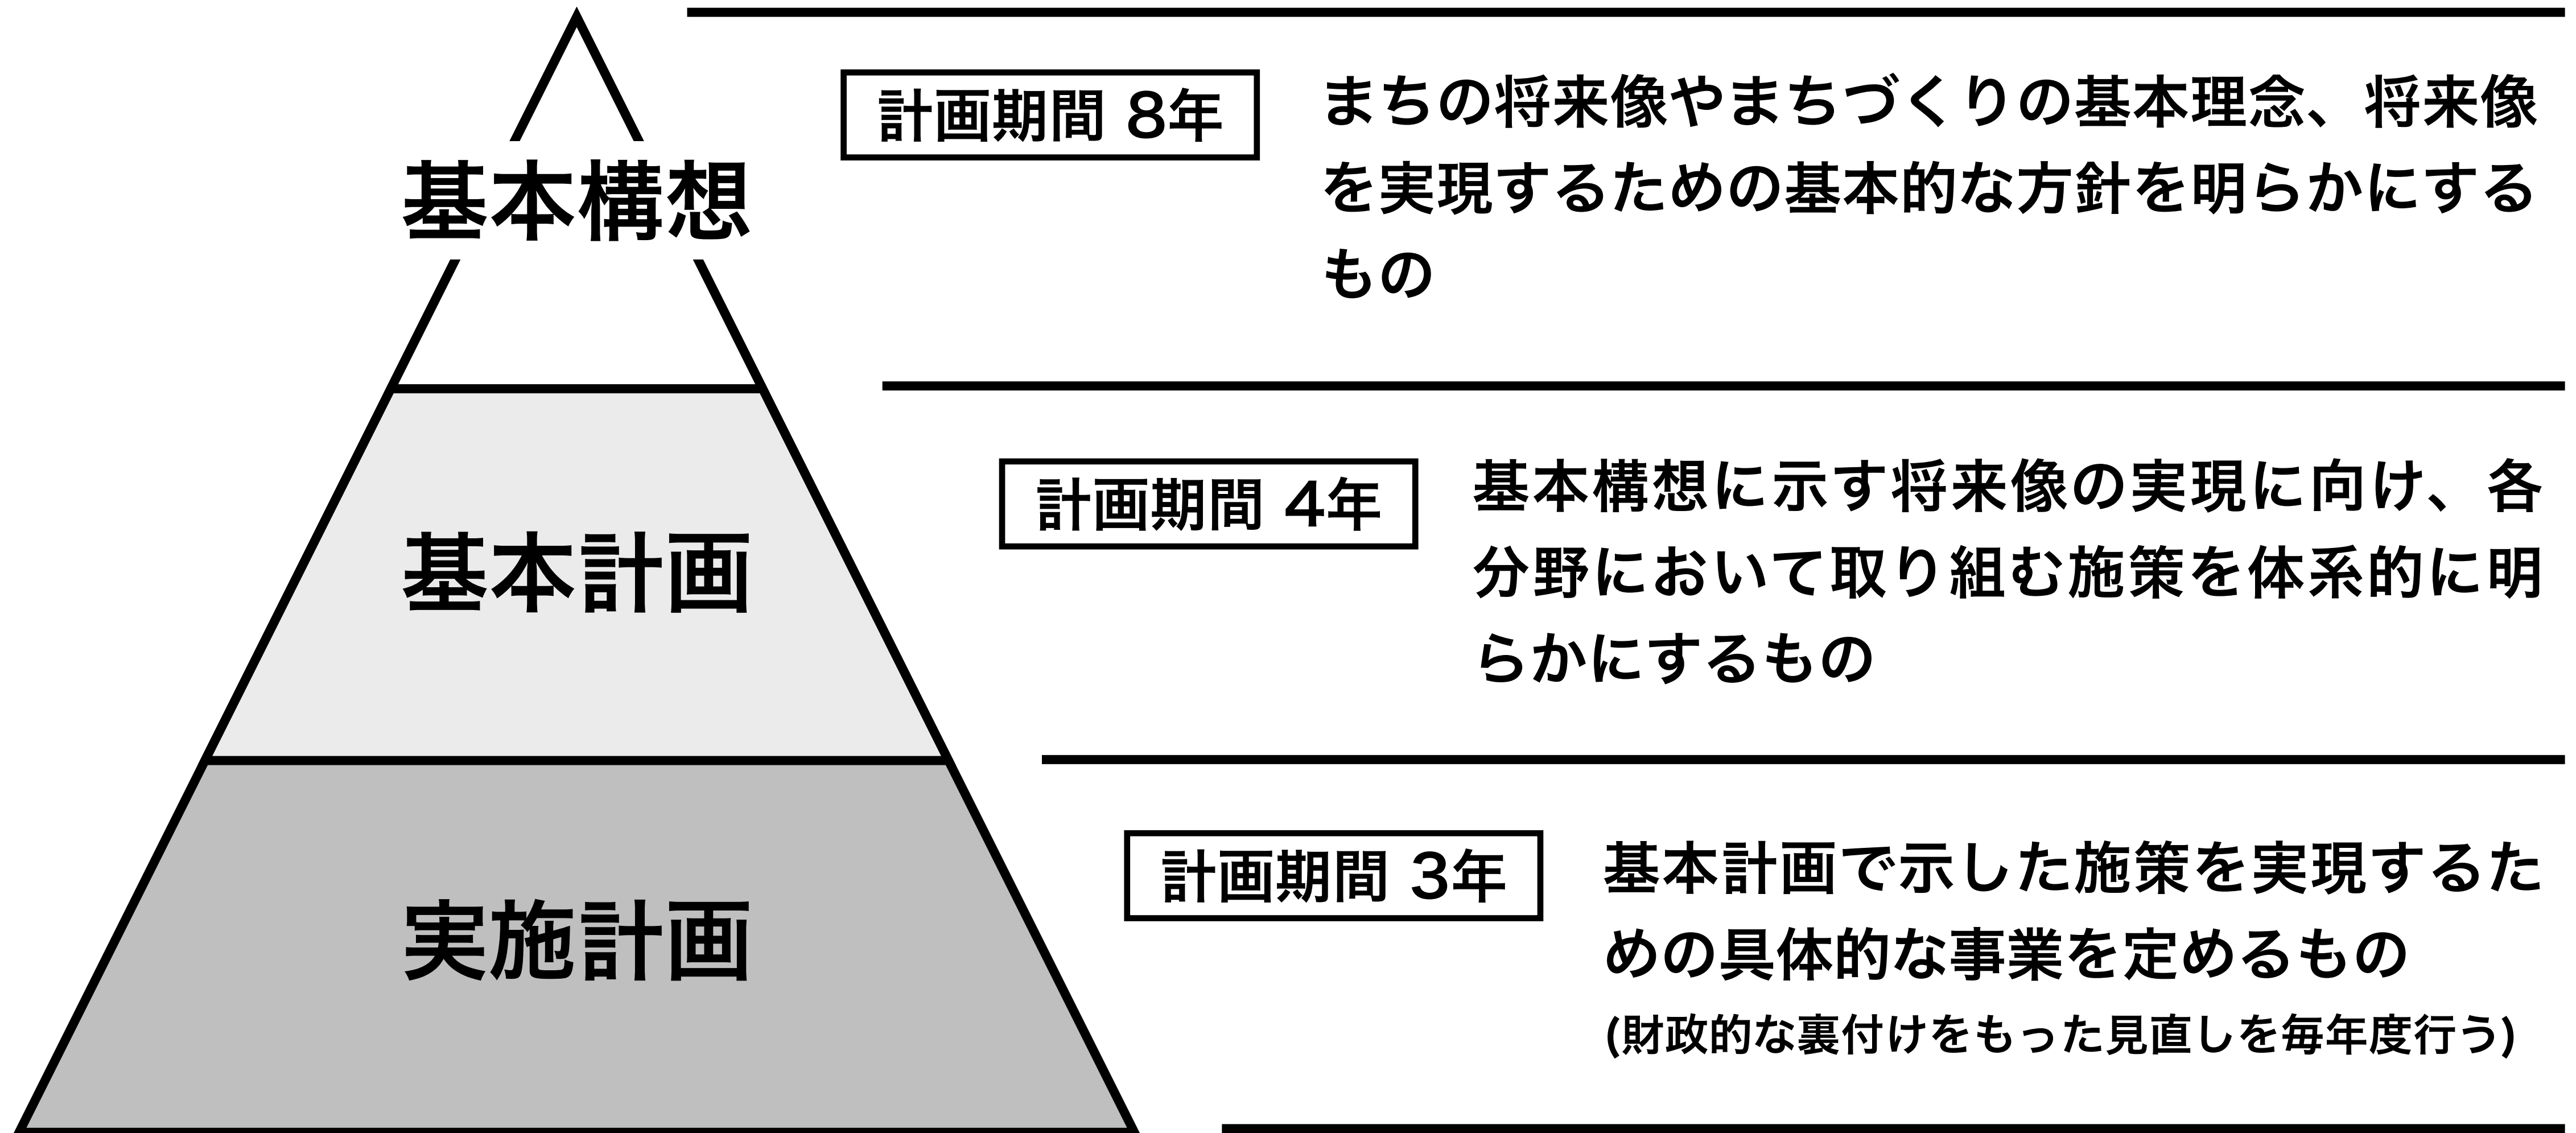 基本構想
計画期間 8年
まちの将来像やまちづくりの基本理念、将来像
を実現するための基本的な方針を明らかにする
もの
基本計画
計画期間 4年
基本構想に示す将来像の実現に向け、各
分野において取り組む施策を体系的に明
らかにするもの
実施計画
計画期間 3年
基本計画で示した施策を実現するた
めの具体的な事業を定めるもの
(財政的な裏付けをもった見直しを毎年度行う)